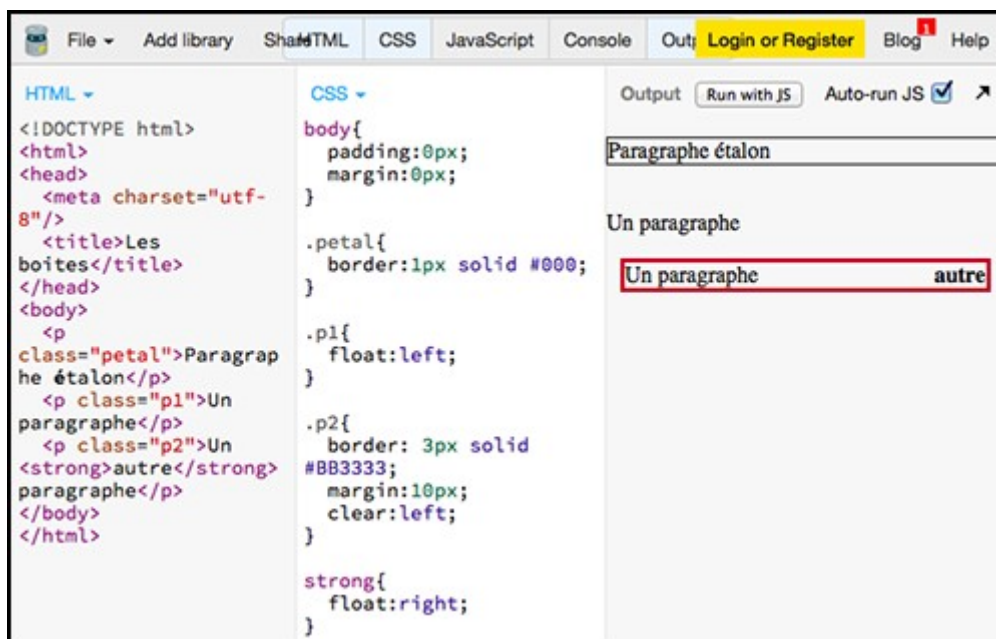 File Add library Share HTML CSS JavaScript Console Output Login or Register Blog 1 Help
HTML
<!DOCTYPE html>
<html>
<head>
<meta charset="utf-
8"/>
<title>Les
boites</title>
</head>
<body>
<p
class="petal">Paragrap
he étalon</p>
<p class="p1">Un
paragraphe</p>
<p class="p2">Un
<strong>autre</strong>
paragraphe</p>
</body>
</html>
CSS
body{
padding:0px;
margin:0px;
}
.petal{
border:1px solid #000;
}
.p1{
float:left;
}
.p2{
border: 3px solid
#BB3333;
margin:10px;
clear:left;
}
strong{
float:right;
}
Output Run with JS Auto-run JS
Paragraphe étalon
Un paragraphe
Un paragraphe autre